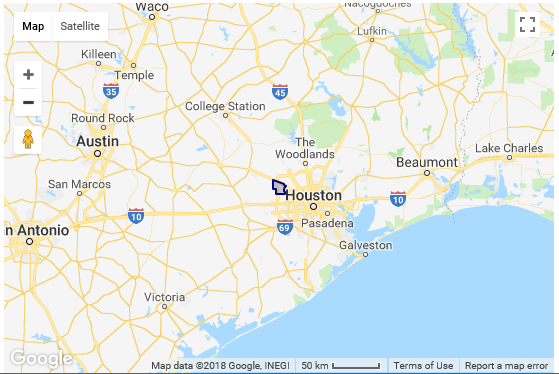 Waco
Nacogdoches
Map
Satellite
Lufkin
Killeen
Temple
35
45
College Station
Round Rock
Austin
The
Woodlands
Lake Charles
Beaumont
San Marcos
Houston
10
10
Pasadena
69
n Antonio
10
Galveston
Victoria
Google
Map data ©2018 Google, INEGI
50 km
Terms of Use
Report a map error